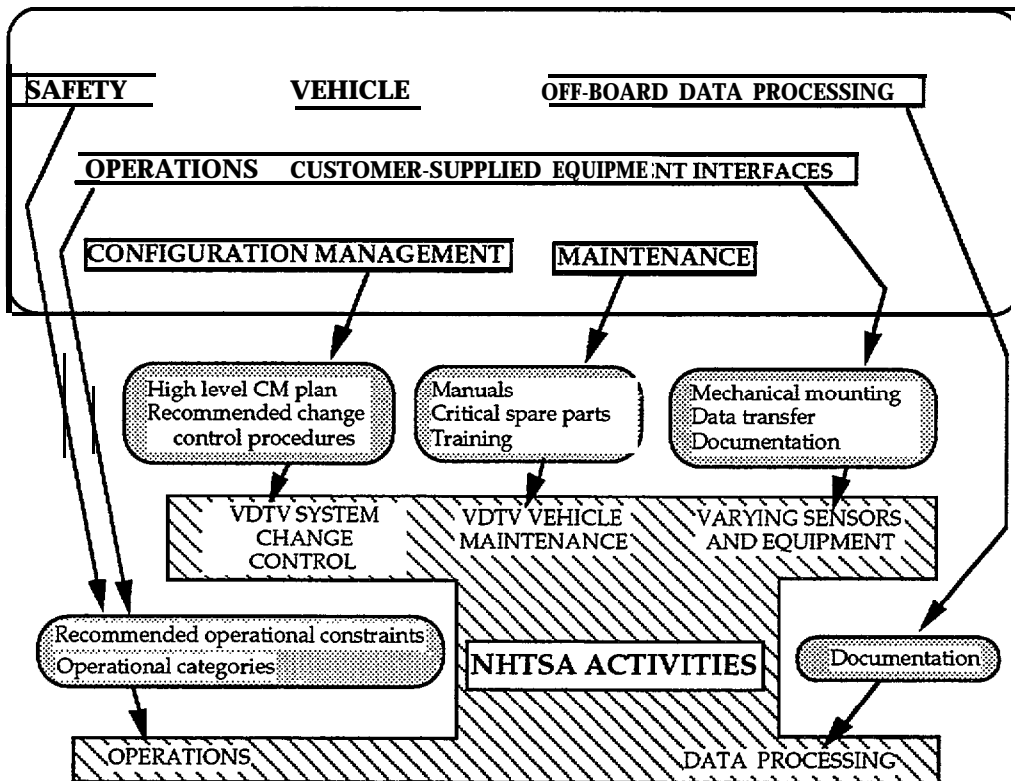 SAFETY VEHICLE OFF-BOARD DATA PROCESSING
OPERATIONS CUSTOMER-SUPPLIED EQUIPMENT INTERFACES
CONFIGURATION MANAGEMENT MAINTENANCE
High level CM plan
Recommended change
control procedures
Manuals
Critical spare parts
Training
Mechanical mounting
Data transfer
Documentation
VDTV SYSTEM
CHANGE
CONTROL
VDTV VEHICLE
MAINTENANCE
VARYING SENSORS
AND EQUIPMENT
Recommended operational constraints
Operational categories
NHTSA ACTIVITIES
Documentation
OPERATIONS
DATA PROCESSING